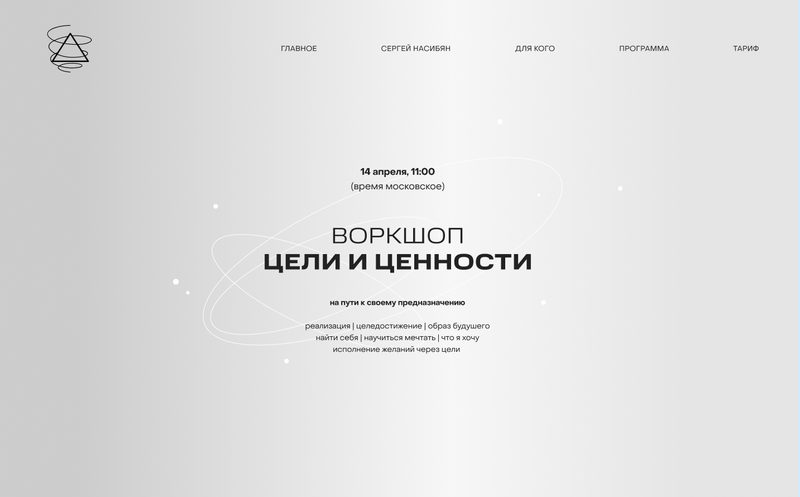 ГЛАВНОЕ СЕРГЕЙ НАСИБЯН ДЛЯ КОГО ПРОГРАММА ТАРИФ
14 апреля, 11:00
(время московское)
ВОРКШОП
ЦЕЛИ И ЦЕННОСТИ
на пути к своему предназначению
реализация | целедостижение | образ будущего
найти себя | научиться мечтать | что я хочу
исполнение желаний через цели